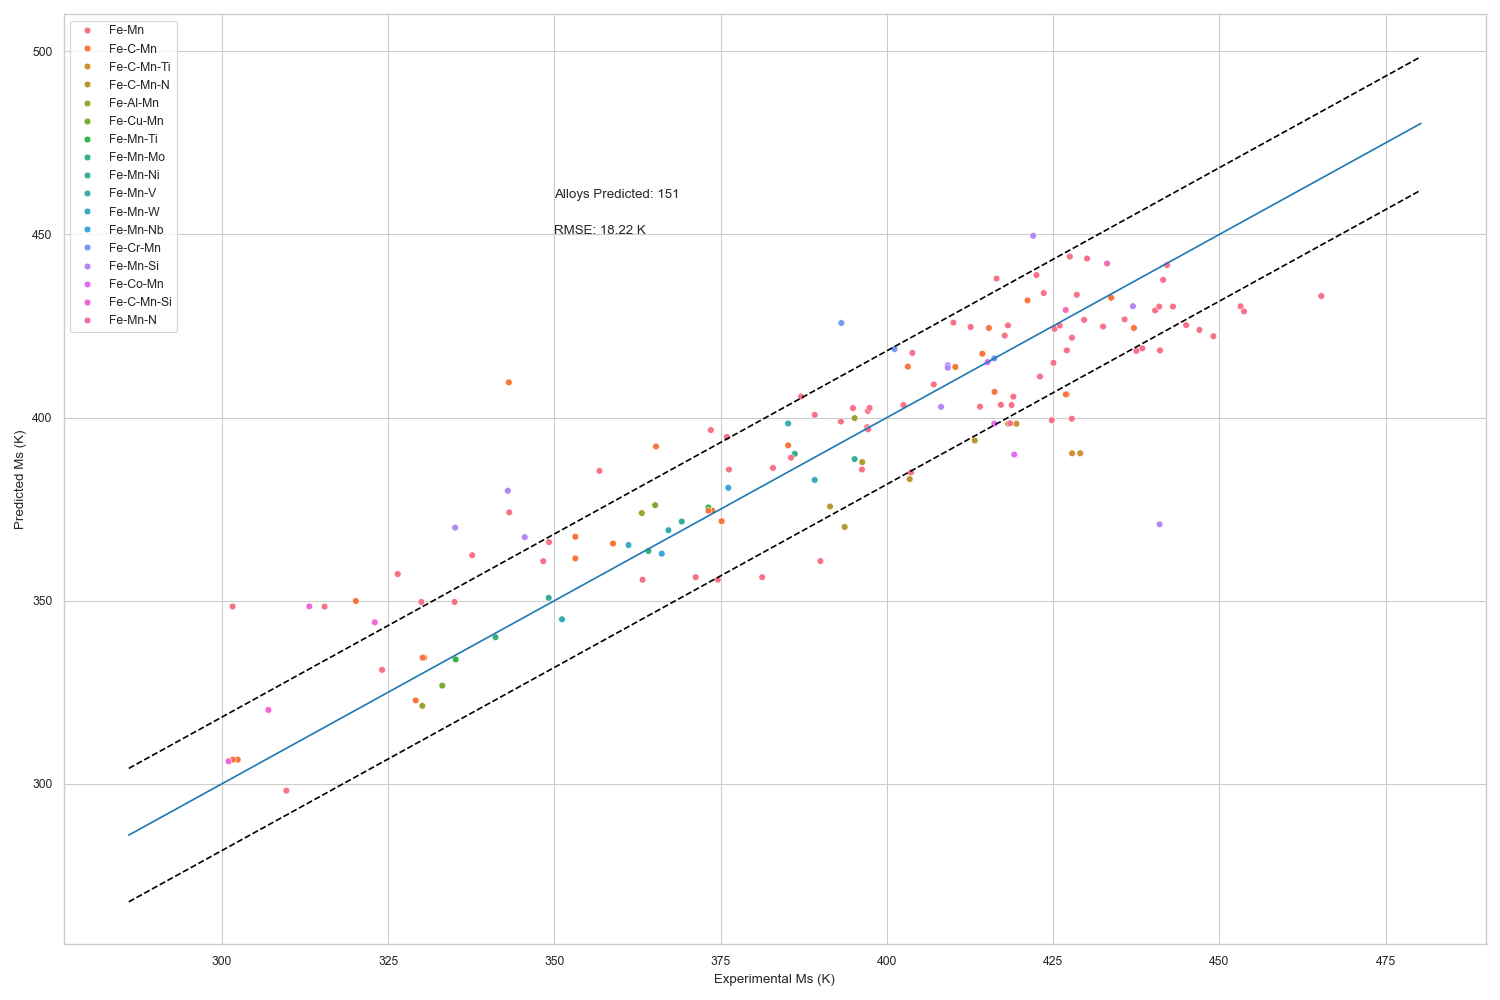 500
450
400
350
300
Predicted Ms (K)
Fe-Mn
Fe-C-Mn
Fe-C-Mn-Ti
Fe-C-Mn-N
Fe-Al-Mn
Fe-Cu-Mn
Fe-Mn-Ti
Fe-Mn-Mo
Fe-Mn-Ni
Fe-Mn-V
Fe-Mn-W
Fe-Mn-Nb
Fe-Cr-Mn
Fe-Mn-Si
Fe-Co-Mn
Fe-C-Mn-Si
Fe-Mn-N
Alloys Predicted: 151
RMSE: 18.22 K
300 325 350 375 400 425 450 475
Experimental Ms (K)